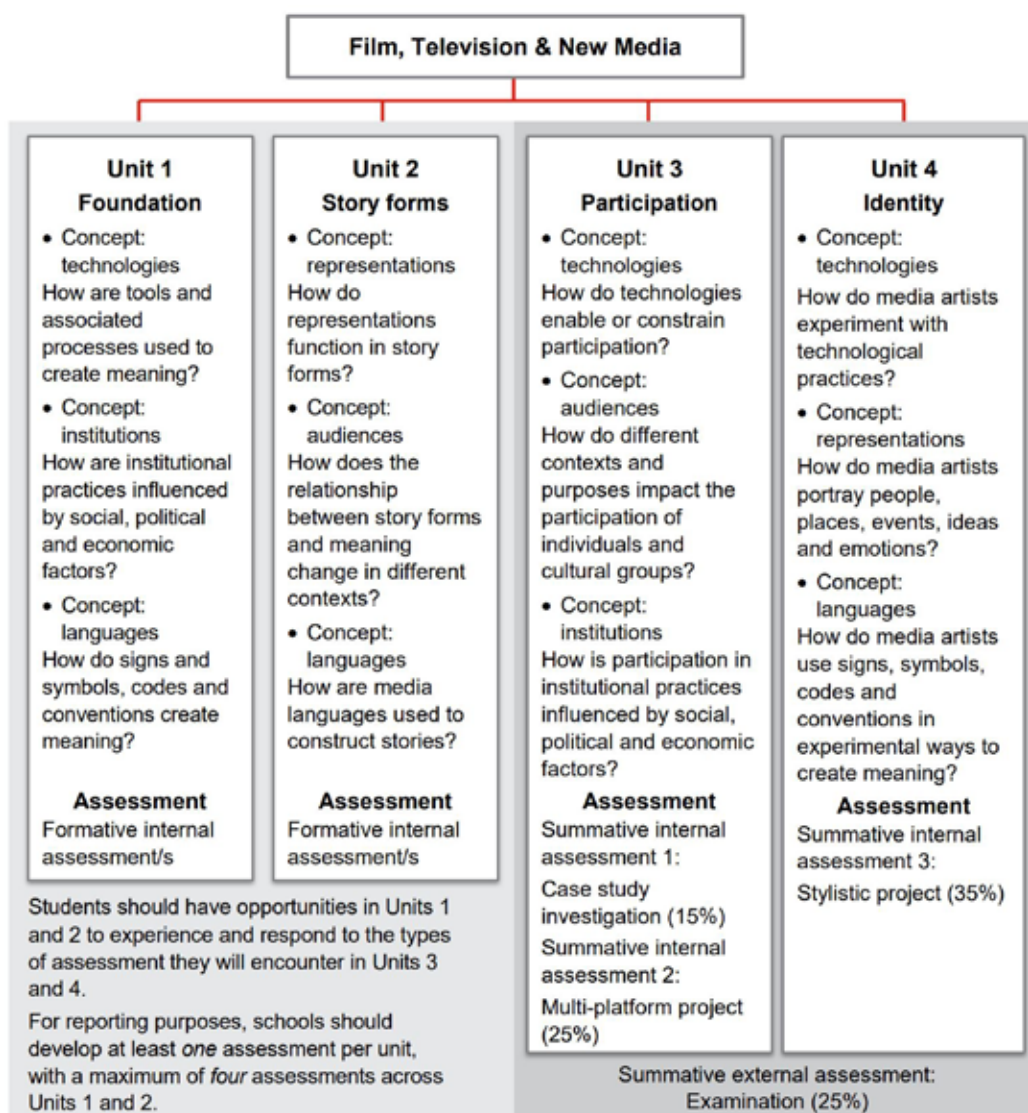 Film, Television & New Media
Unit 1
Foundation
• Concept:
technologies
How are tools and
associated
processes used to
create meaning?
• Concept:
institutions
How are institutional
practices influenced
by social, political
and economic
factors?
• Concept:
languages
How do signs and
symbols, codes and
conventions create
meaning?
Assessment
Formative internal
assessment/s
Unit 2
Story forms
• Concept:
representations
How do
representations
function in story
forms?
• Concept:
audiences
How does the
relationship
between story forms
and meaning
change in different
contexts?
• Concept:
languages
How are media
languages used to
construct stories?
Assessment
Formative internal
assessment/s
Students should have opportunities in Units 1
and 2 to experience and respond to the types
of assessment they will encounter in Units 3
and 4.
For reporting purposes, schools should
develop at least one assessment per unit,
with a maximum of four assessments across
Units 1 and 2.
Unit 3
Participation
• Concept:
technologies
How do technologies
enable or constrain
participation?
• Concept:
audiences
How do different
contexts and
purposes impact the
participation of
individuals and
cultural groups?
• Concept:
institutions
How is participation in
institutional practices
influenced by social,
political and economic
factors?
Assessment
Summative internal
assessment 1:
Case study
investigation (15%)
Summative internal
assessment 2:
Multi-platform project
(25%)
Unit 4
Identity
• Concept:
technologies
How do media artists
experiment with
technological
practices?
• Concept:
representations
How do media artists
portray people,
places, events, ideas
and emotions?
• Concept:
languages
How do media artists
use signs, symbols,
codes and
conventions in
experimental ways to
create meaning?
Assessment
Summative internal
assessment 3:
Stylistic project (35%)
Summative external assessment:
Examination (25%)